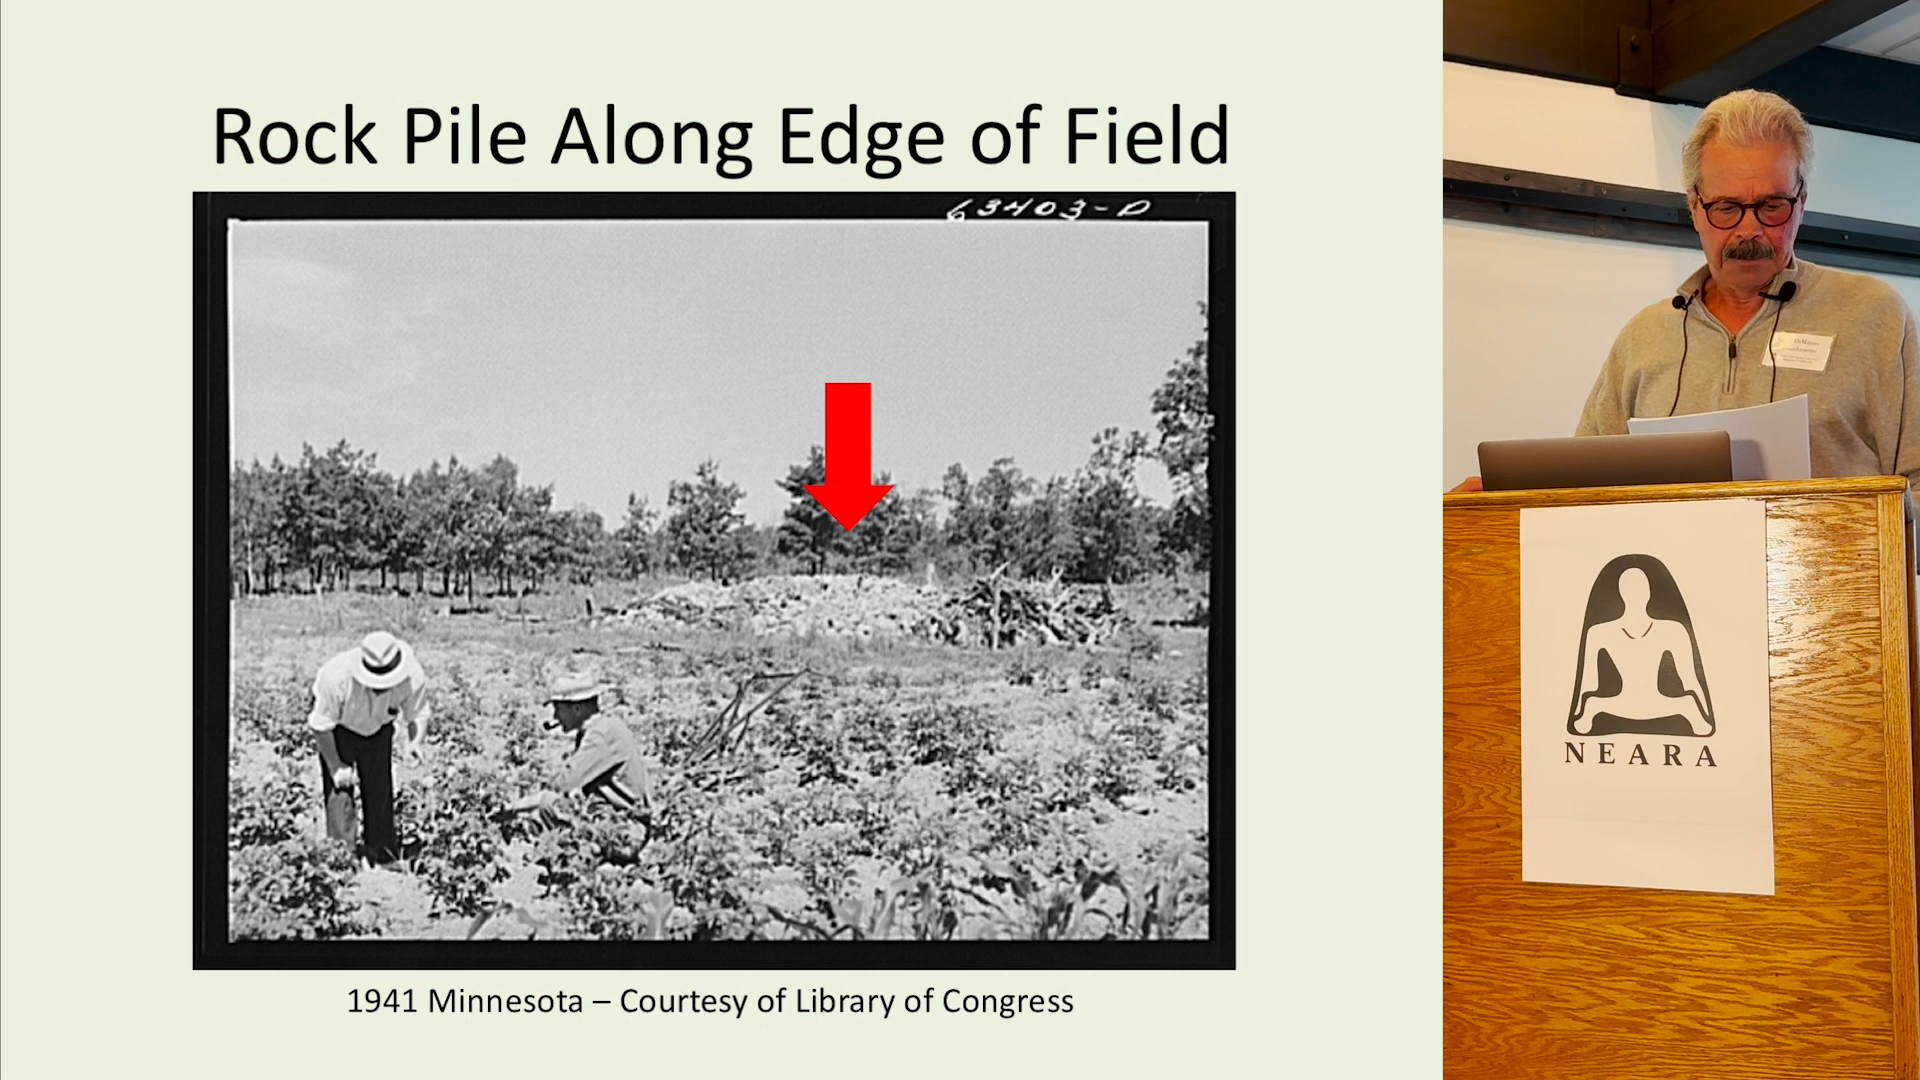 Rock Pile Along Edge of Field
63403-D
1941 Minnesota – Courtesy of Library of Congress
NEARA